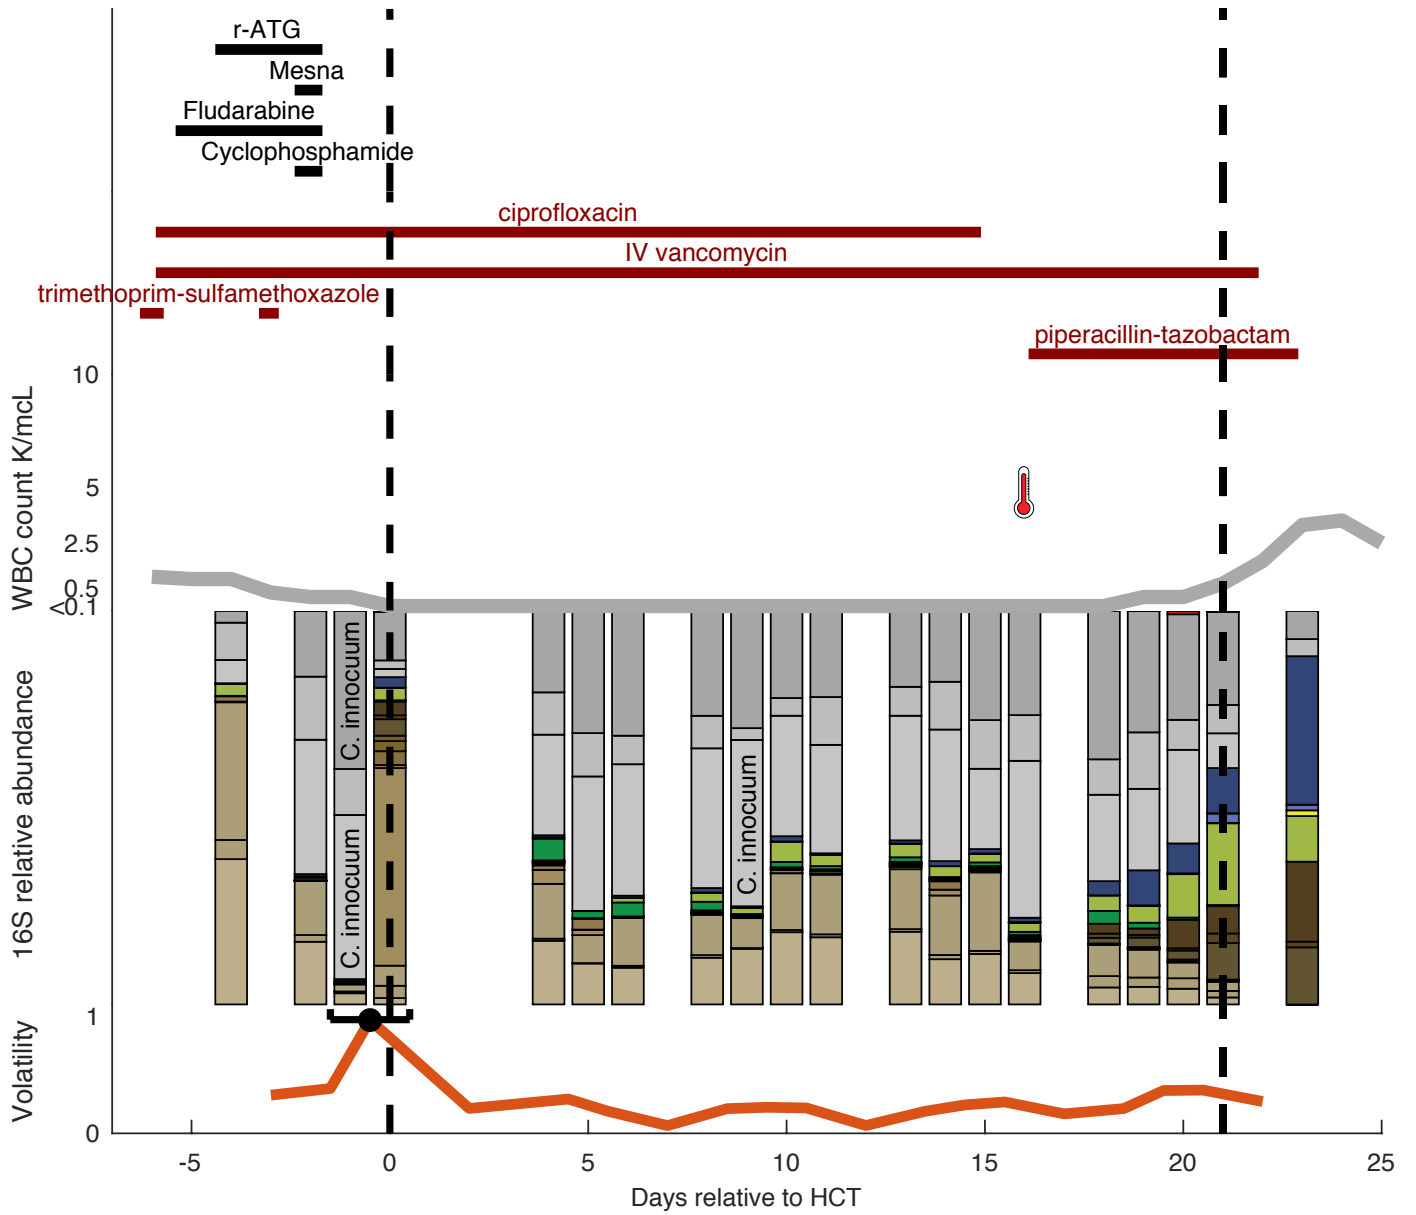 r-ATG
Mesna
Fludarabine
Cyclophosphamide
ciprofloxacin
IV vancomycin
trimethoprim-sulfamethoxazole
piperacillin-tazobactam
WBC count K/mcL
10
5
2.5
0.5
<0.1
16S relative abundance
C. innocuum
C. innocuum
C. innocuum
Volatility
1
0
-5
0
5
10
15
20
25
Days relative to HCT